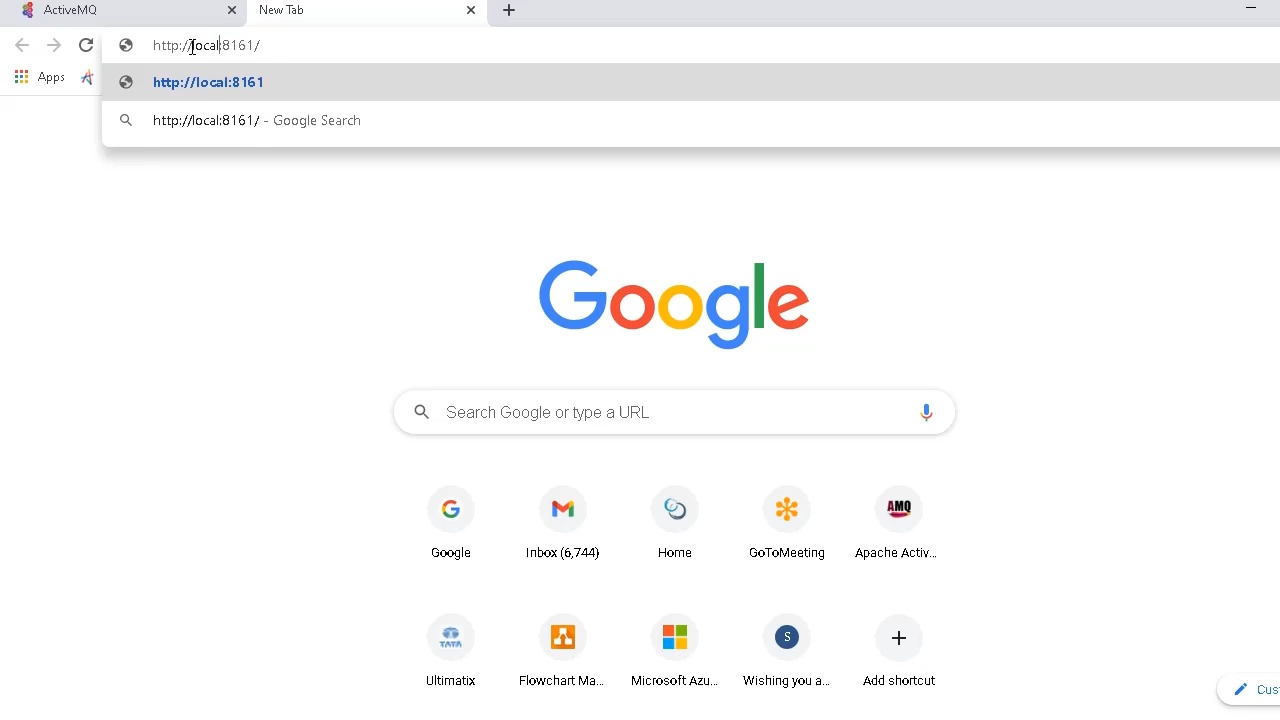 ActiveMQ
New Tab
http://local:8161/
Apps
http://local:8161
http://local:8161/ - Google Search
Google
Search Google or type a URL
Google
Inbox (6,744)
Home
GoToMeeting
AMQ
Apache Activ...
TATA
Ultimatix
Flowchart Ma...
Microsoft Azu...
S
Wishing you a...
Add shortcut
Cus